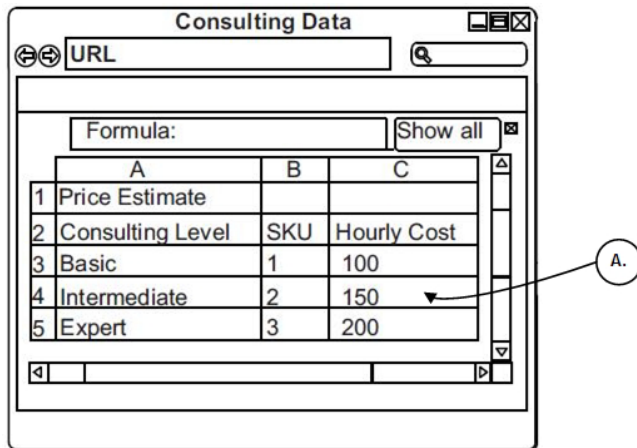 Consulting Data
URL
Formula: Show all
A B C
1 Price Estimate
2 Consulting Level SKU Hourly Cost
3 Basic 1 100
A.
4 Intermediate 2 150
5 Expert 3 200